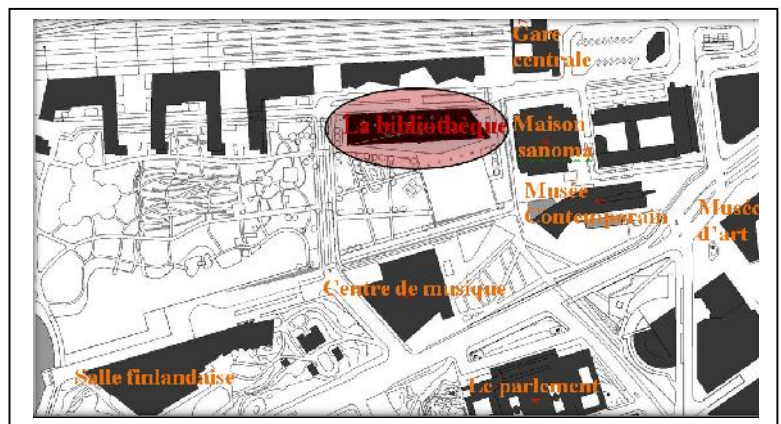 Gare
centrale
La bibliothèque
Maison
sanoma
Musée
Contemporain
Musée
d'art
Centre de musique
Salle finlandaise
Le parlement